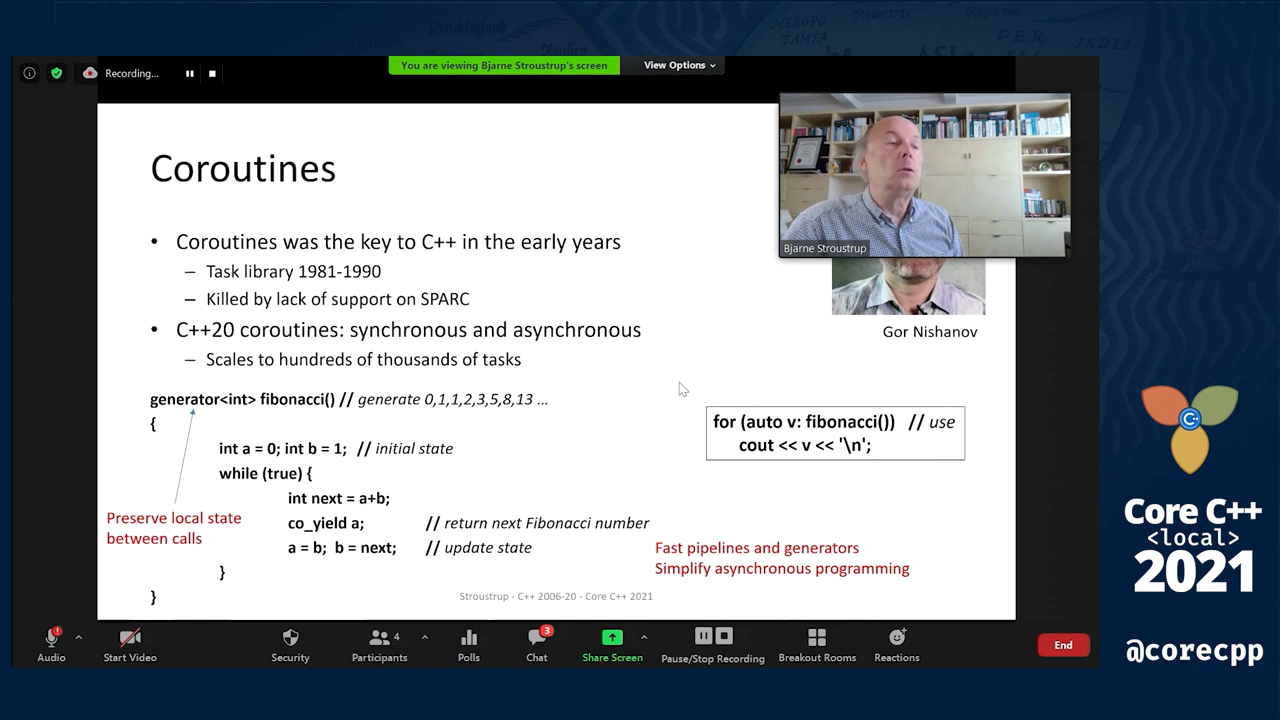 MESOPO
TAMIA
PER
INDIA
Recording...
You are viewing Bjarne Stroustrup's screen
View Options
Coroutines
• Coroutines was the key to C++ in the early years
– Task library 1981-1990
– Killed by lack of support on SPARC
• C++20 coroutines: synchronous and asynchronous
– Scales to hundreds of thousands of tasks
Bjarne Stroustrup
Gor Nishanov
generator<int> fibonacci() // generate 0,1,1,2,3,5,8,13 ...
{
int a = 0; int b = 1; // initial state
while (true) {
int next = a+b;
co_yield a; // return next Fibonacci number
a = b; b = next; // update state
}
}
for (auto v: fibonacci()) // use
cout << v << '\n';
Preserve local state
between calls
Fast pipelines and generators
Simplify asynchronous programming
Stroustrup - C++ 2006-20 - Core C++ 2021
C++
Core C++
<local>
2021
@corecpp
Audio
Start Video
Security
4
Participants
Polls
3
Chat
Share Screen
Pause/Stop Recording
Breakout Rooms
Reactions
End